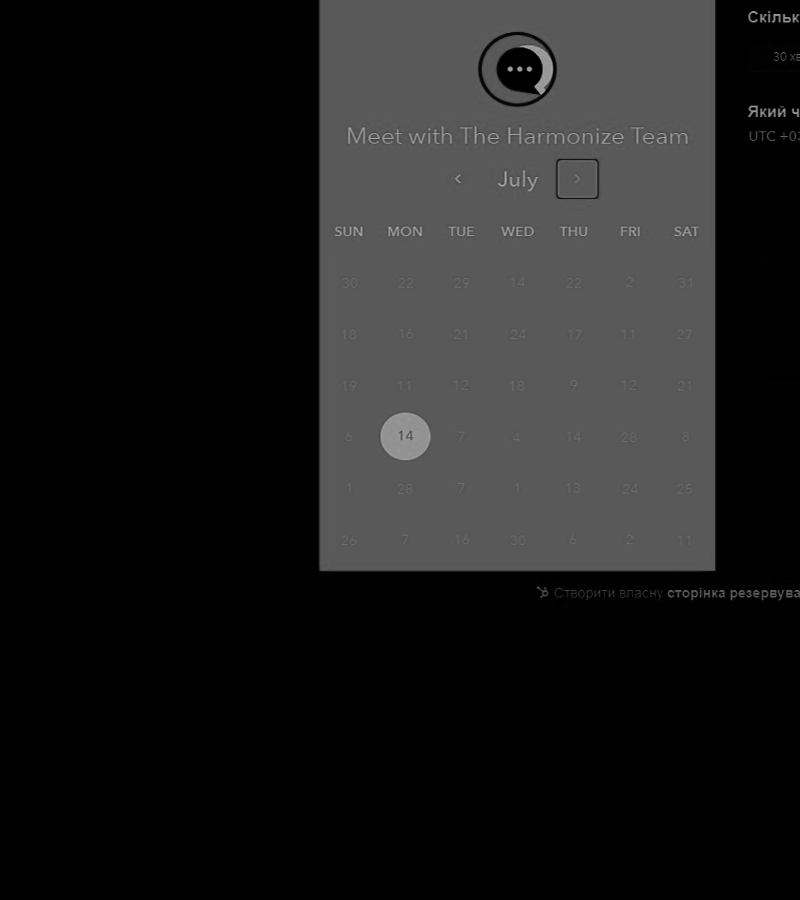 Meet with The Harmonize Team
July
SUN MON TUE WED THU FRI SAT
30 22 29 14 22 2 31
18 16 21 24 17 11 27
19 11 12 18 9 12 21
6 14 7 4 14 28 8
1 28 7 1 13 24 25
26 7 16 30 6 2 11
Скільк
30 хв
Який ч
UTC +03
Створити власну сторінка резервува